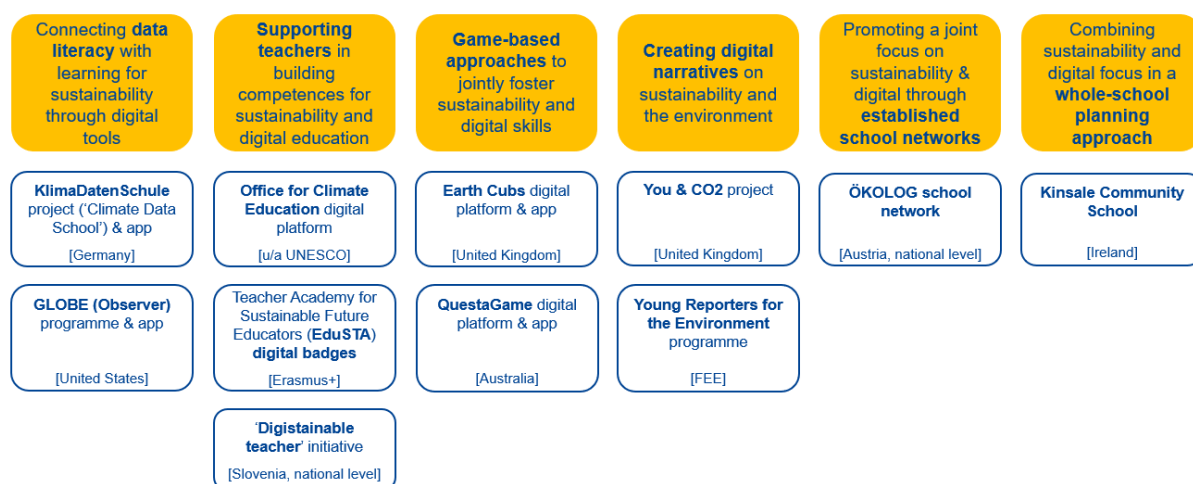 Connecting data
literacy with
learning for
sustainability
through digital
tools
Supporting
teachers in
building
competences for
sustainability and
digital education
Game-based
approaches to
jointly foster
sustainability and
digital skills
Creating digital
narratives on
sustainability and
the environment
Promoting a joint
focus on
sustainability &
digital through
established
school networks
Combining
sustainability and
digital focus in a
whole-school
planning
approach
KlimaDatenSchule
project (‘Climate Data
School’) & app
[Germany]
Office for Climate
Education digital
platform
[u/a UNESCO]
Earth Cubs digital
platform & app
[United Kingdom]
You & CO2 project
[United Kingdom]
ÖKOLOG school
network
[Austria, national level]
Kinsale Community
School
[Ireland]
GLOBE (Observer)
programme & app
[United States]
Teacher Academy for
Sustainable Future
Educators (EduSTA)
digital badges
[Erasmus+]
QuestaGame digital
platform & app
[Australia]
Young Reporters for
the Environment
programme
[FEE]
‘Digistainable
teacher’ initiative
[Slovenia, national level]